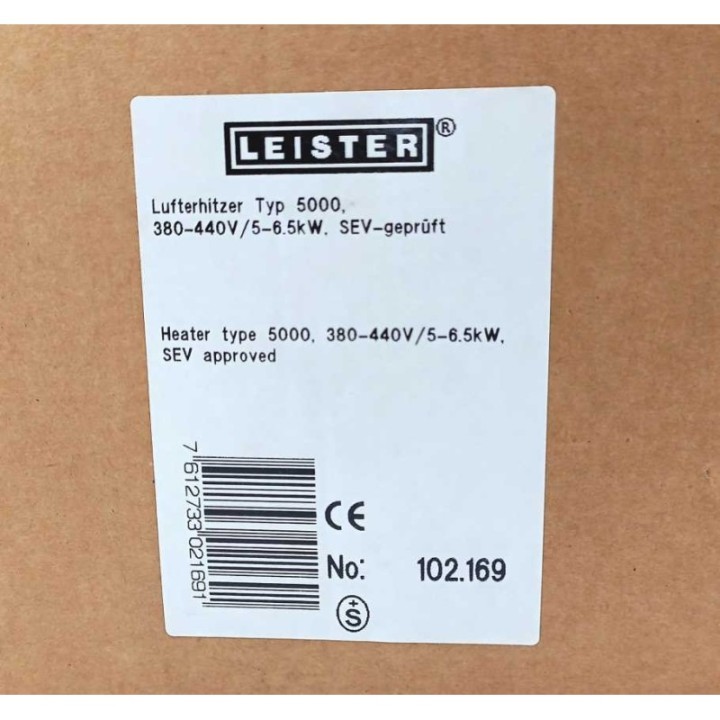 LEISTER®
Lufterhitzer Typ 5000,
380-440V/5-6.5kW. SEV-geprüft
Heater type 5000, 380-440V/5-6.5kW,
SEV approved
7 612733 021691
CE
No: 102.169
+S